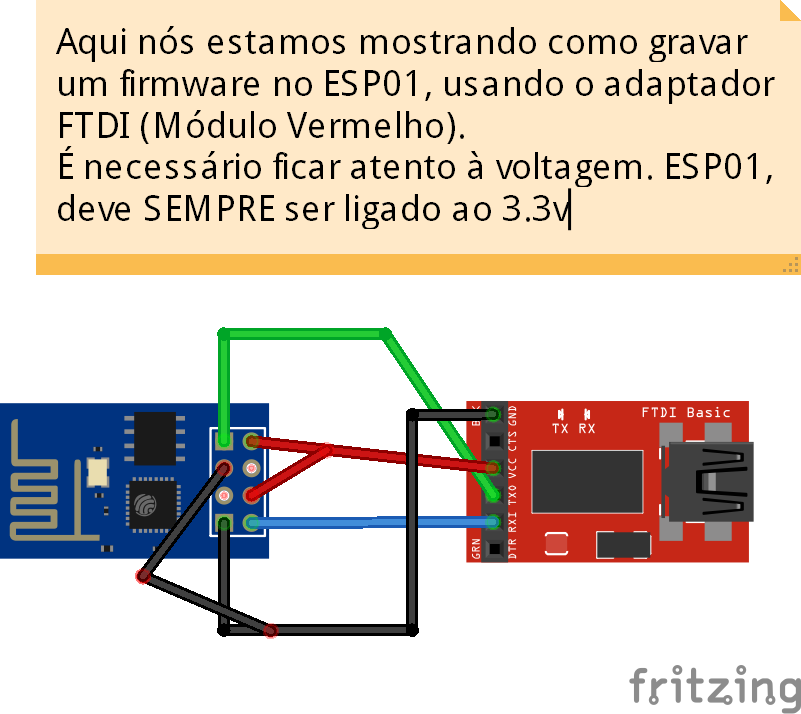 Aqui nós estamos mostrando como gravar
um firmware no ESP01, usando o adaptador
FTDI (Módulo Vermelho).
É necessário ficar atento à voltagem. ESP01,
deve SEMPRE ser ligado ao 3.3v
FTDI Basic
TX RX
GND
CTS
VCC
TXO
RXI
DTR
GRN
fritzing